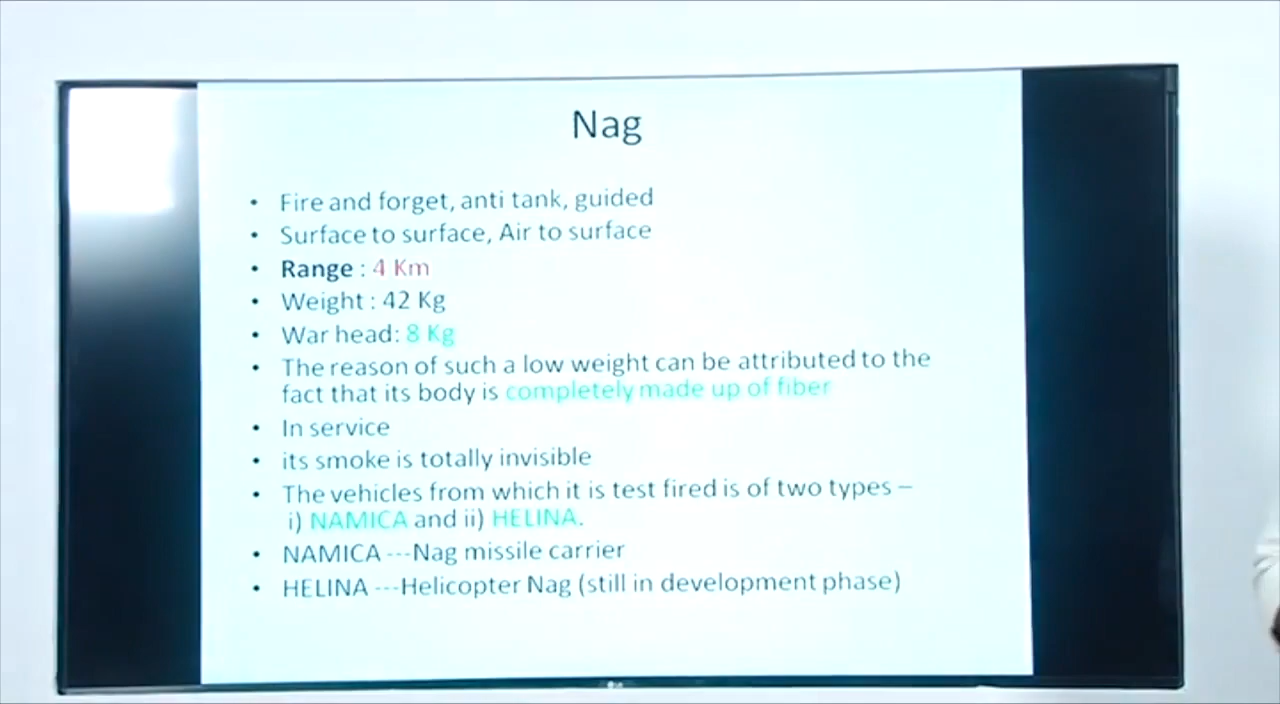 Nag
• Fire and forget, anti tank, guided
• Surface to surface, Air to surface
• Range : 4 Km
• Weight : 42 Kg
• War head: 8 Kg
• The reason of such a low weight can be attributed to the
fact that its body is completely made up of fiber
• In service
• its smoke is totally invisible
• The vehicles from which it is test fired is of two types –
i) NAMICA and ii) HELINA.
• NAMICA ---Nag missile carrier
• HELINA ---Helicopter Nag (still in development phase)
LG